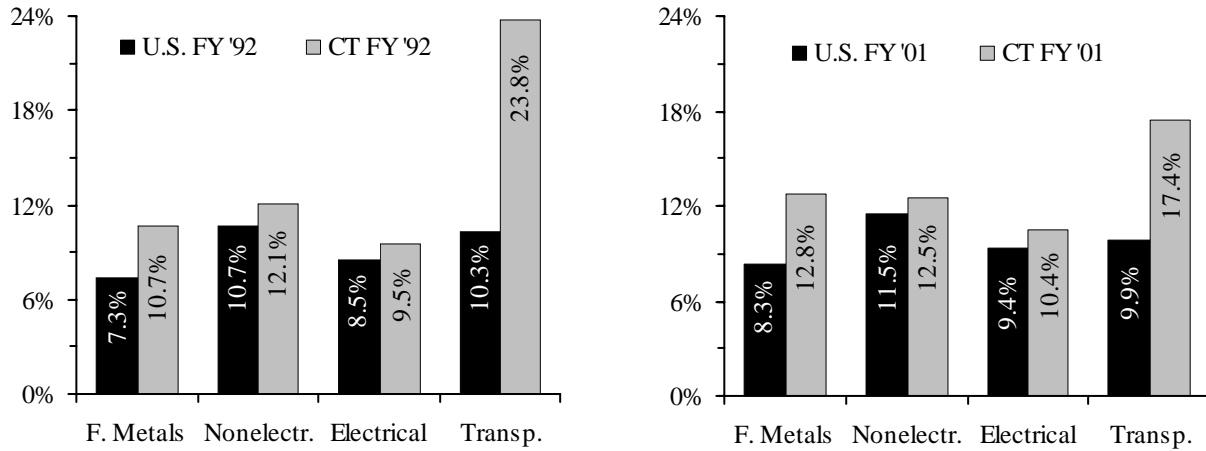 24%
18%
12%
6%
0%
U.S. FY '92 CT FY '92
7.3% 10.7% 10.7% 12.1% 8.5% 9.5% 10.3% 23.8%
F. Metals Nonelectr. Electrical Transp.
24%
18%
12%
6%
0%
U.S. FY '01 CT FY '01
8.3% 12.8% 11.5% 12.5% 9.4% 10.4% 9.9% 17.4%
F. Metals Nonelectr. Electrical Transp.